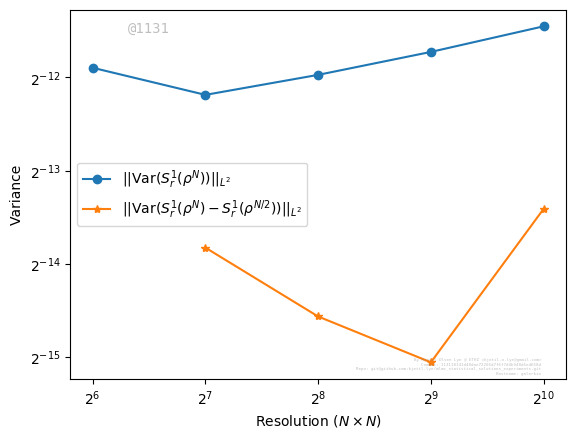 @1131
2^-12
2^-13
2^-14
2^-15
Variance
||Var(S_r^1(ρ^N))||_{L^2}
||Var(S_r^1(ρ^N) − S_r^1(ρ^{N/2}))||_{L^2}
2^6 2^7 2^8 2^9 2^10
Resolution (N × N)